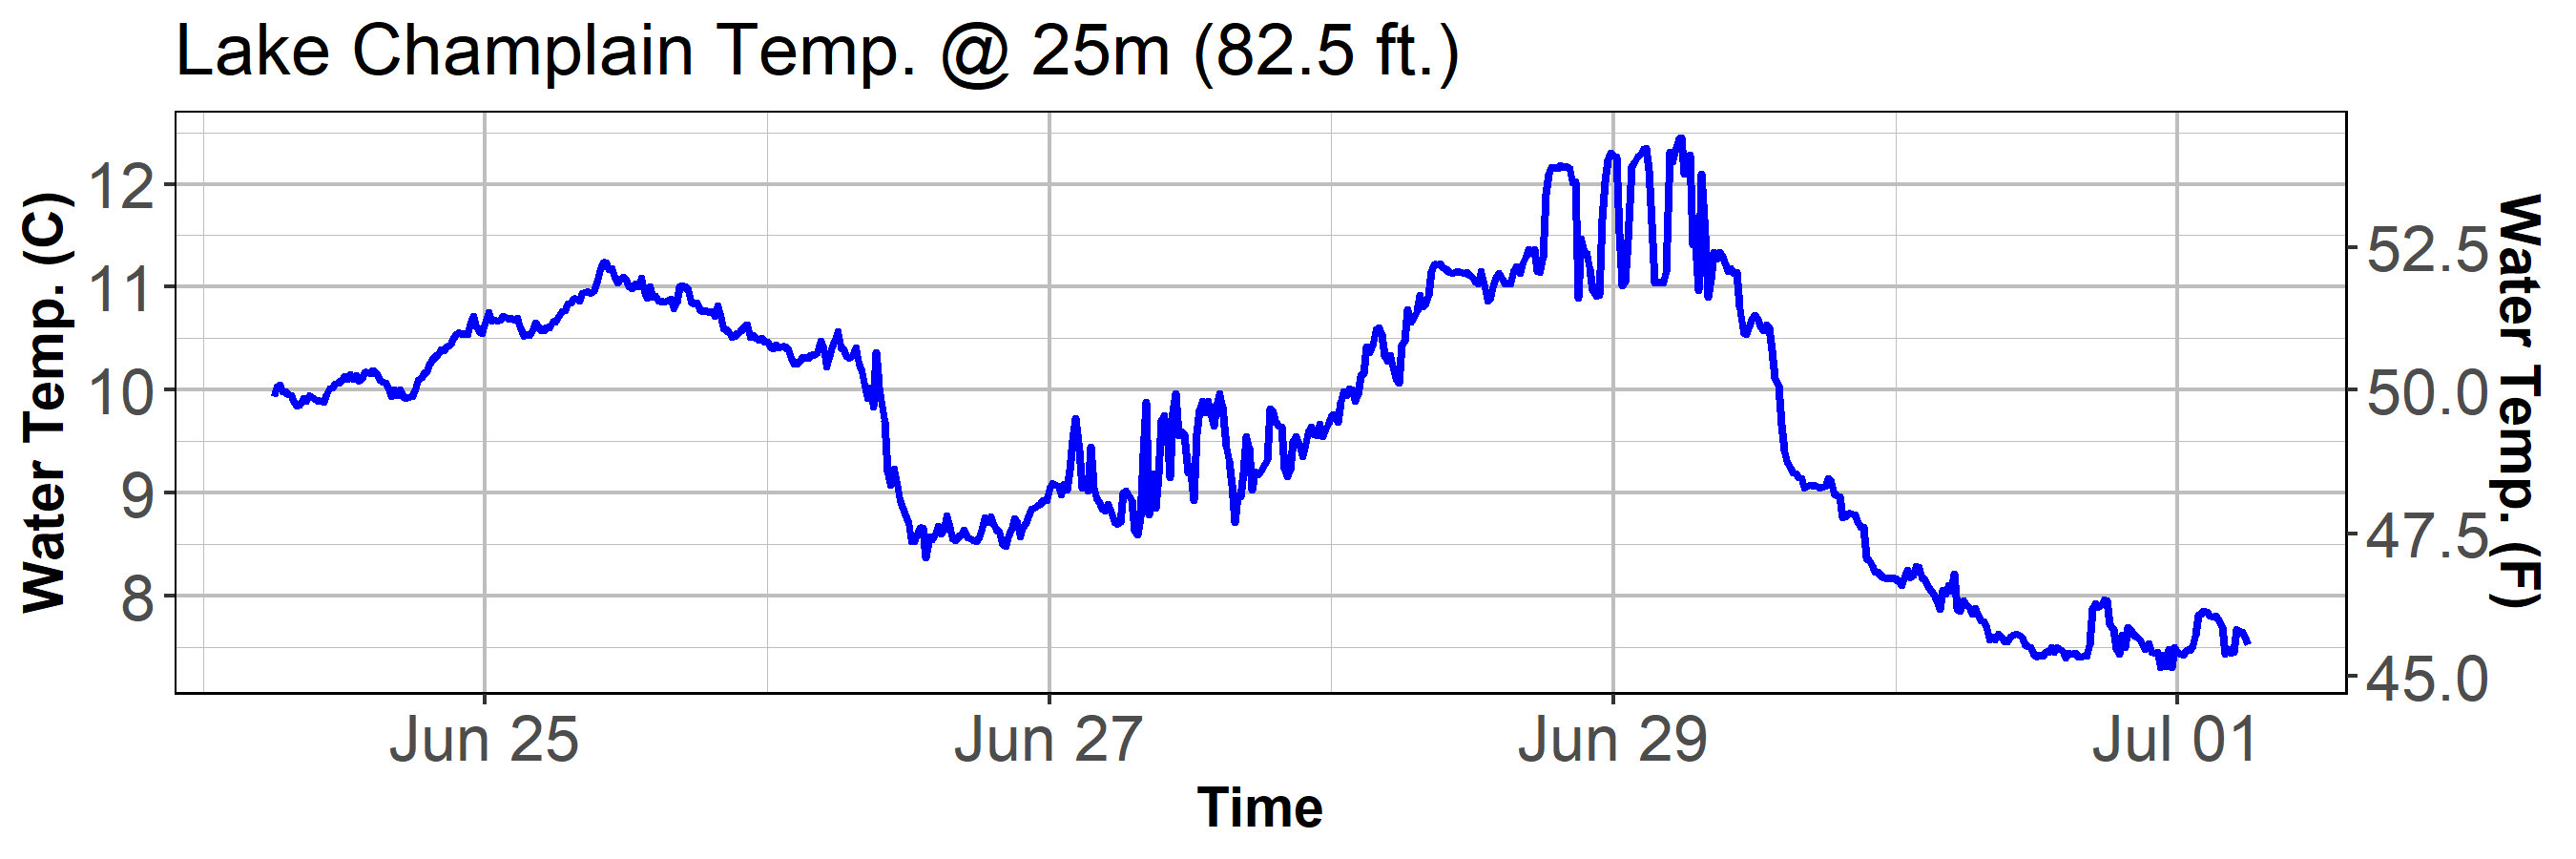 Lake Champlain Temp. @ 25m (82.5 ft.)
Water Temp. (C)
12
11
10
9
8
52.5
50.0
47.5
45.0
Water Temp. (F)
Jun 25 Jun 27 Jun 29 Jul 01
Time